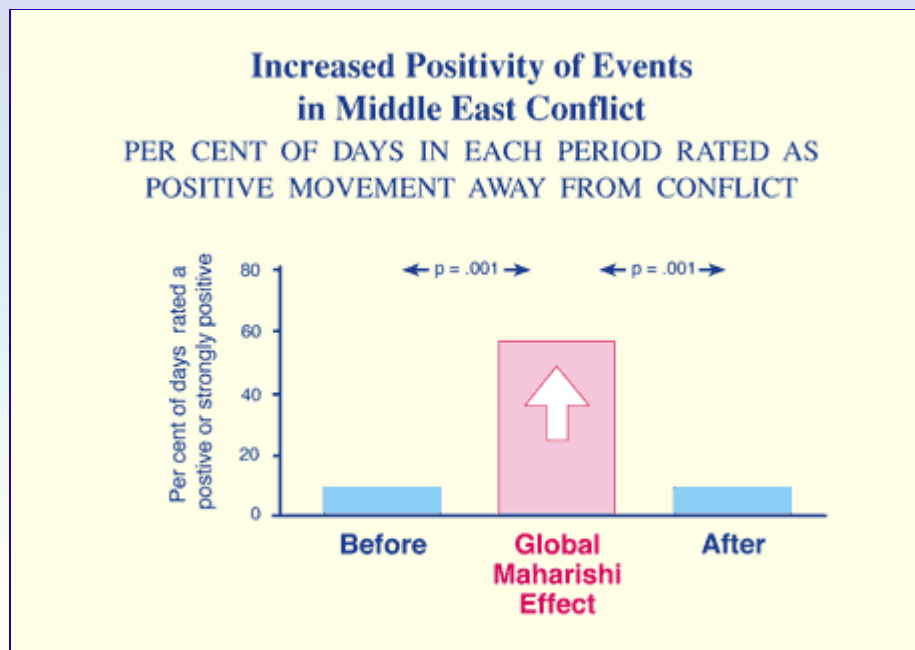 Increased Positivity of Events
in Middle East Conflict
PER CENT OF DAYS IN EACH PERIOD RATED AS
POSITIVE MOVEMENT AWAY FROM CONFLICT
Per cent of days rated a
postive or strongly positive
80
60
40
20
0
p = .001
p = .001
Before
Global
Maharishi
Effect
After